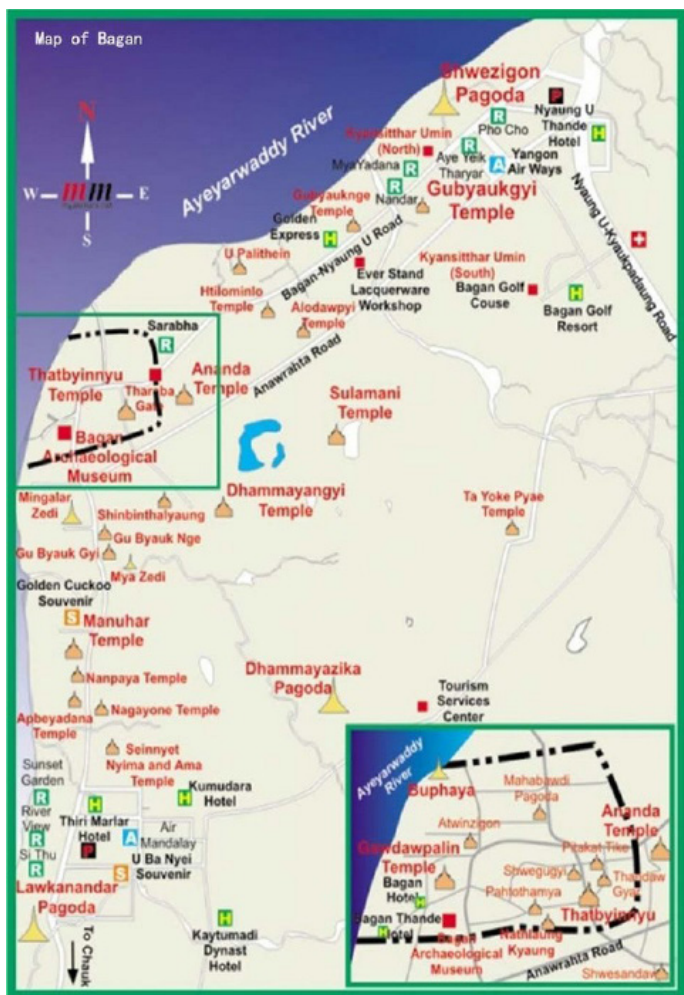 Map of Bagan
N
W
E
S
Ayeyarwaddy River
Shwezigon
Pagoda
P
Nyaung U
Thande
Hotel
H
R
Pho Cho
Kyansitthar Umin
(North)
R
Aye Yeik
Tharyar
A
Yangon
Air Ways
MyaYadana
R
R
Nandar
Gubyaukgyi
Temple
Gubyauknge
Temple
Golden
Express
H
Bagan-Nyaung U Road
Nyaung U-Kyaukpadaung Road
U Palithein
Kyansitthar Umin
(South)
Ever Stand
Lacquerware
Workshop
Bagan Golf
Couse
H
Bagan Golf
Resort
Htilominlo
Temple
Alodawpyi
Temple
Anawrahta Road
Sarabha
R
Thatbyinnyu
Temple
Tharaba
Gate
Ananda
Temple
Sulamani
Temple
Bagan
Archaeological
Museum
Mingalar
Zedi
Shinbinthalyaung
Dhammayangyi
Temple
Ta Yoke Pyae
Temple
Gu Byauk Nge
Gu Byauk Gyi
Mya Zedi
Golden Cuckoo
Souvenir
S
Manuhar
Temple
Nanpaya Temple
Dhammayazika
Pagoda
Apbeyadana
Temple
Nagayone Temple
Tourism
Services
Center
Seinnyet
Nyima and Ama
Temple
Sunset
Garden
R
River
View
R
Si Thu
R
H
Thiri Marlar
Hotel
P
H
Kumudara
Hotel
A
Air
Mandalay
U Ba Nyei
Souvenir
S
Lawkanandar
Pagoda
To Chauk
H
Kaytumadi
Dynast
Hotel
Ayeyarwaddy
River
Buphaya
Mahabawdi
Pagoda
Ananda
Temple
Atwinzigon
Gawdawpalin
Temple
Pitakat Tike
Shwegugyi
Thandaw
Gyar
Bagan
Hotel
H
Pahtothamya
Thatbyinnyu
Bagan Thande
Hotel
H
Nathlaung
Kyaung
Bagan
Archaeological
Museum
Anawrahta Road
Shwesandaw